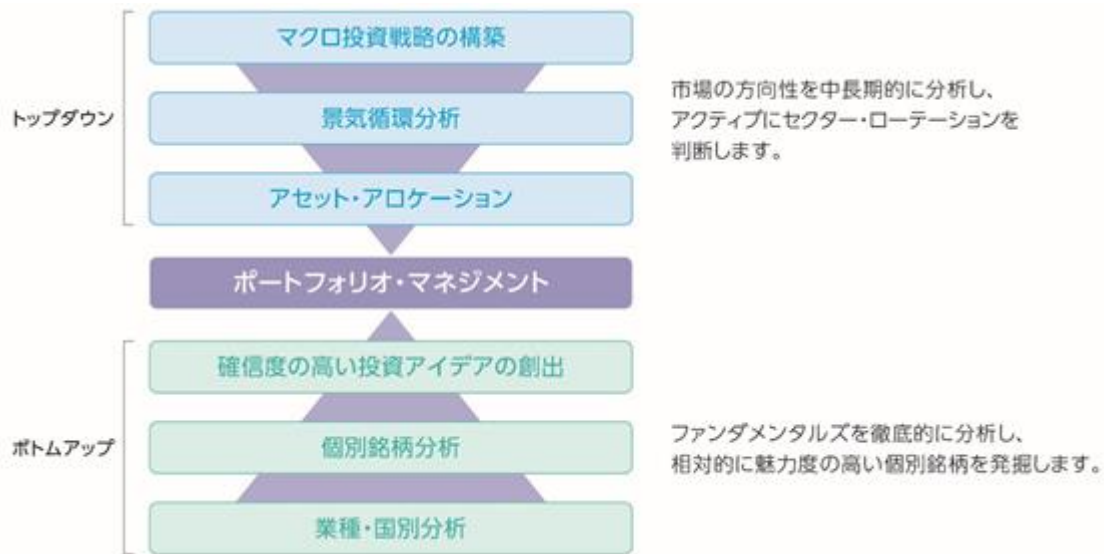 マクロ投資戦略の構築
トップダウン
景気循環分析
アセット・アロケーション
市場の方向性を中長期的に分析し、
アクティブにセクター・ローテーションを
判断します。
ポートフォリオ・マネジメント
確信度の高い投資アイデアの創出
ボトムアップ
個別銘柄分析
業種・国別分析
ファンダメンタルズを徹底的に分析し、
相対的に魅力度の高い個別銘柄を発掘します。